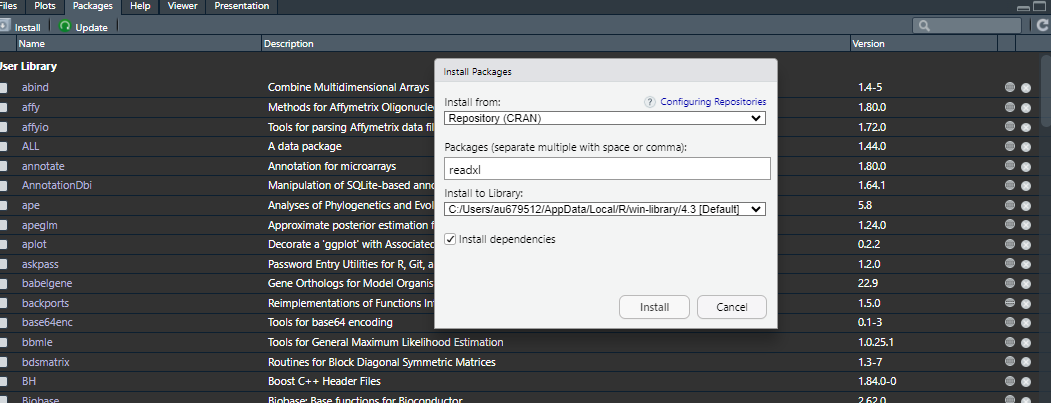 Files Plots Packages Help Viewer Presentation
Install Update
Name Description Version
User Library
abind Combine Multidimensional Arrays 1.4-5
affy Methods for Affymetrix Oligonucle 1.80.0
affyio Tools for parsing Affymetrix data fil 1.72.0
ALL A data package 1.44.0
annotate Annotation for microarrays 1.80.0
AnnotationDbi Manipulation of SQLite-based anno 1.64.1
ape Analyses of Phylogenetics and Evol 5.8
apeglm Approximate posterior estimation f 1.24.0
aplot Decorate a 'ggplot' with Associated 0.2.2
askpass Password Entry Utilities for R, Git, a 1.2.0
babelgene Gene Orthologs for Model Organis 22.9
backports Reimplementations of Functions Int 1.5.0
base64enc Tools for base64 encoding 0.1-3
bbmle Tools for General Maximum Likelihood Estimation 1.0.25.1
bdsmatrix Routines for Block Diagonal Symmetric Matrices 1.3-7
BH Boost C++ Header Files 1.84.0-0
Biobase Biobase: Base functions for Bioconductor 2.62.0
Install Packages
Install from: ? Configuring Repositories
Repository (CRAN)
Packages (separate multiple with space or comma):
readxl
Install to Library:
C:/Users/au679512/AppData/Local/R/win-library/4.3 [Default]
Install dependencies
Install Cancel